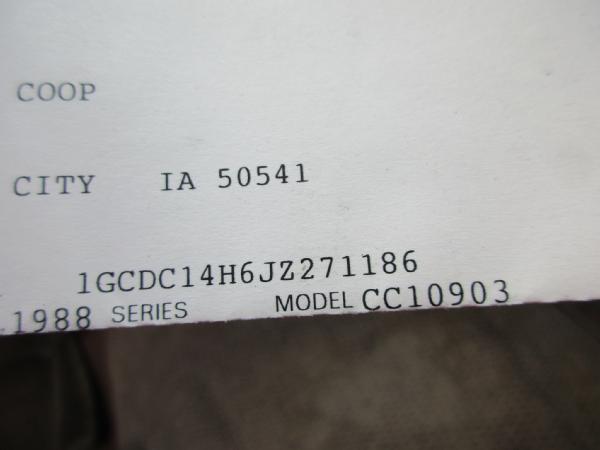 COOP
CITY IA 50541
1GCDC14H6JZ271186
1988 SERIES MODEL CC10903